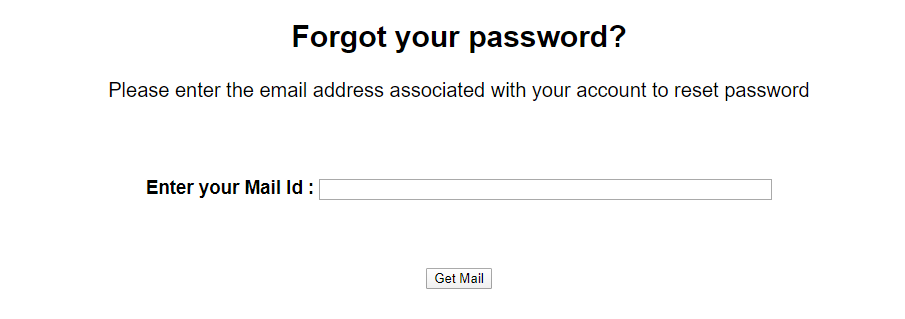 Forgot your password?
Please enter the email address associated with your account to reset password
Enter your Mail Id :
Get Mail